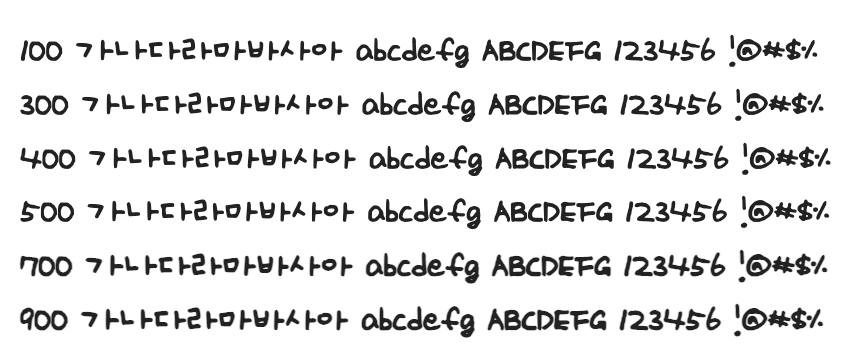 100 가나다라마바사아 abcdefg ABCDEFG 123456 !@#$%
300 가나다라마바사아 abcdefg ABCDEFG 123456 !@#$%
400 가나다라마바사아 abcdefg ABCDEFG 123456 !@#$%
500 가나다라마바사아 abcdefg ABCDEFG 123456 !@#$%
700 가나다라마바사아 abcdefg ABCDEFG 123456 !@#$%
900 가나다라마바사아 abcdefg ABCDEFG 123456 !@#$%